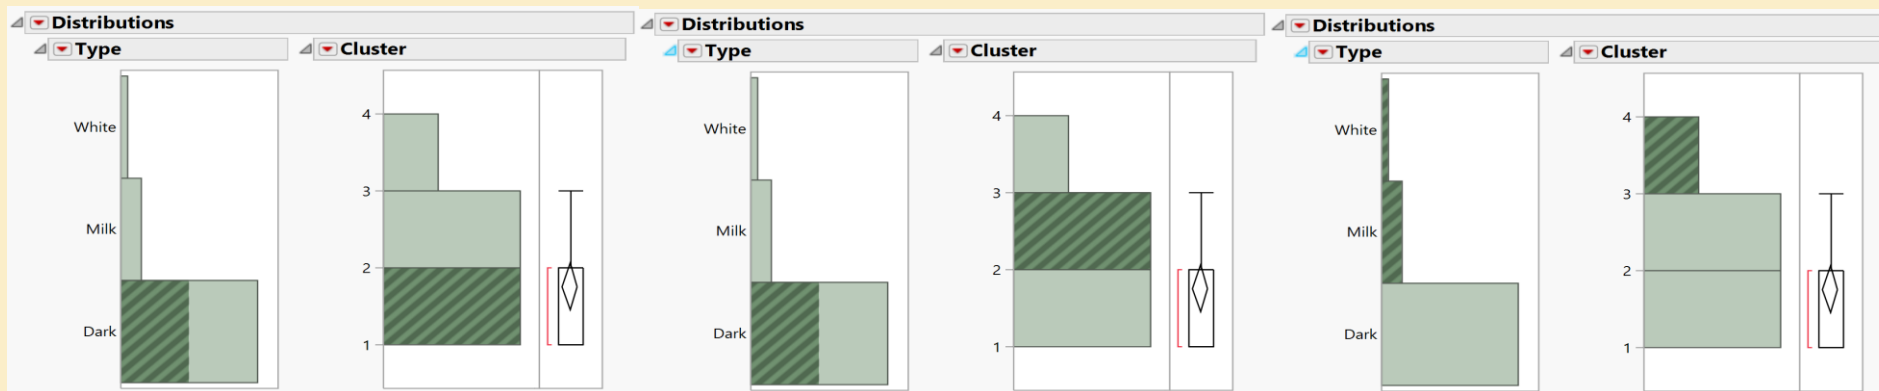 Distributions
Type
Cluster
White
Milk
Dark
4
3
2
1
Distributions
Type
Cluster
White
Milk
Dark
4
3
2
1
Distributions
Type
Cluster
White
Milk
Dark
4
3
2
1